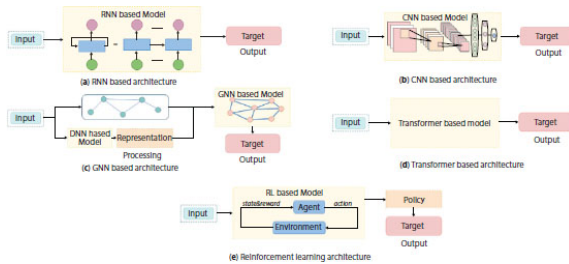 RNN based Model
Input
Target
Output
(a) RNN based architecture
CNN based Model
Input
Target
Output
(b) CNN based architecture
GNN based Model
Input
DNN based Model
Representation
Processing
Target
Output
(c) GNN based architecture
Input
Transformer based model
Target
Output
(d) Transformer based architecture
RL based Model
state&reward
Agent
action
Input
Environment
Policy
Target
Output
(e) Reinforcement learning architecture